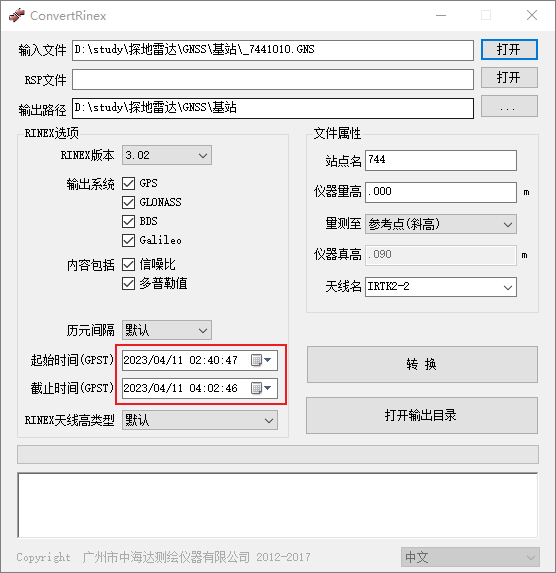 ConvertRinex
输入文件 D:\study\探地雷达\GNSS\基站\_7441010.GNS 打开
RSP文件 打开
输出路径 D:\study\探地雷达\GNSS\基站 ...
RINEX选项
RINEX版本 3.02
输出系统 GPS
GLONASS
BDS
Galileo
内容包括 信噪比
多普勒值
历元间隔 默认
起始时间(GPST) 2023/04/11 02:40:47
截止时间(GPST) 2023/04/11 04:02:46
RINEX天线高类型 默认
文件属性
站点名 744
仪器量高 .000 m
量测至 参考点(斜高)
仪器真高 .090 m
天线名 IRTK2-2
转 换
打开输出目录
Copyright 广州市中海达测绘仪器有限公司 2012-2017
中文